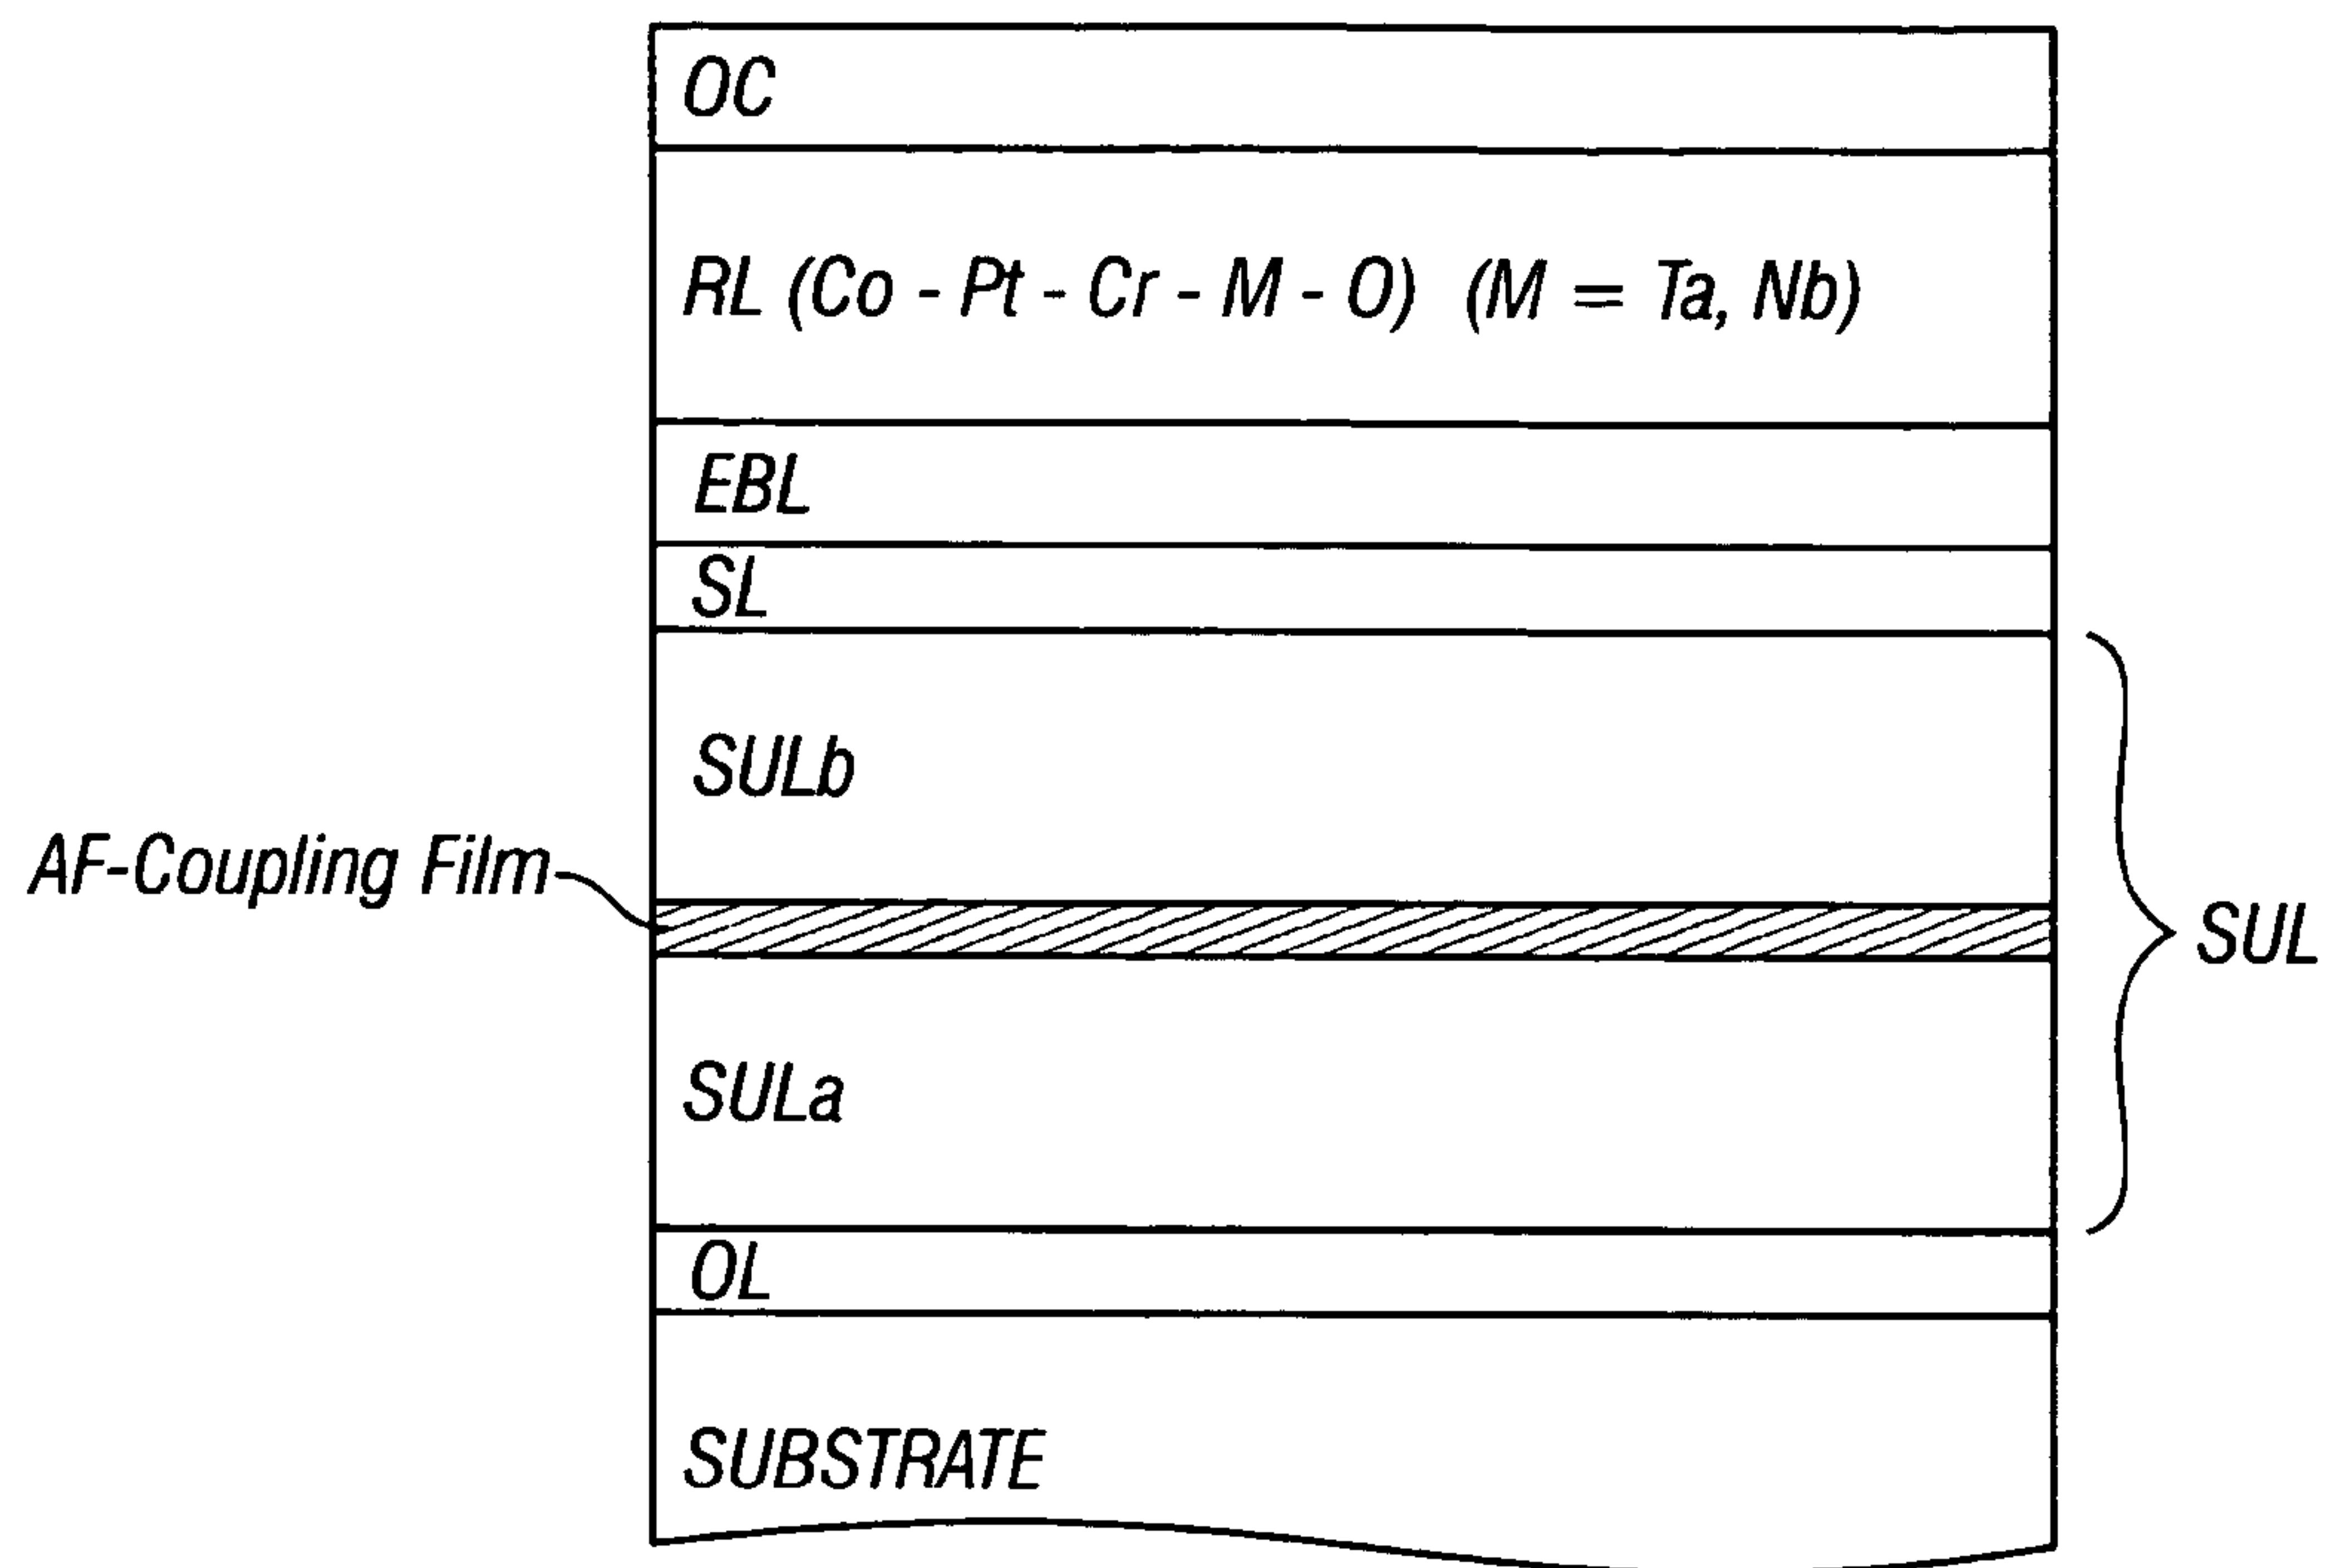 OC
RL (Co - Pt - Cr - M - O) (M = Ta, Nb)
EBL
SL
SULb
AF-Coupling Film
SUL
SULa
OL
SUBSTRATE